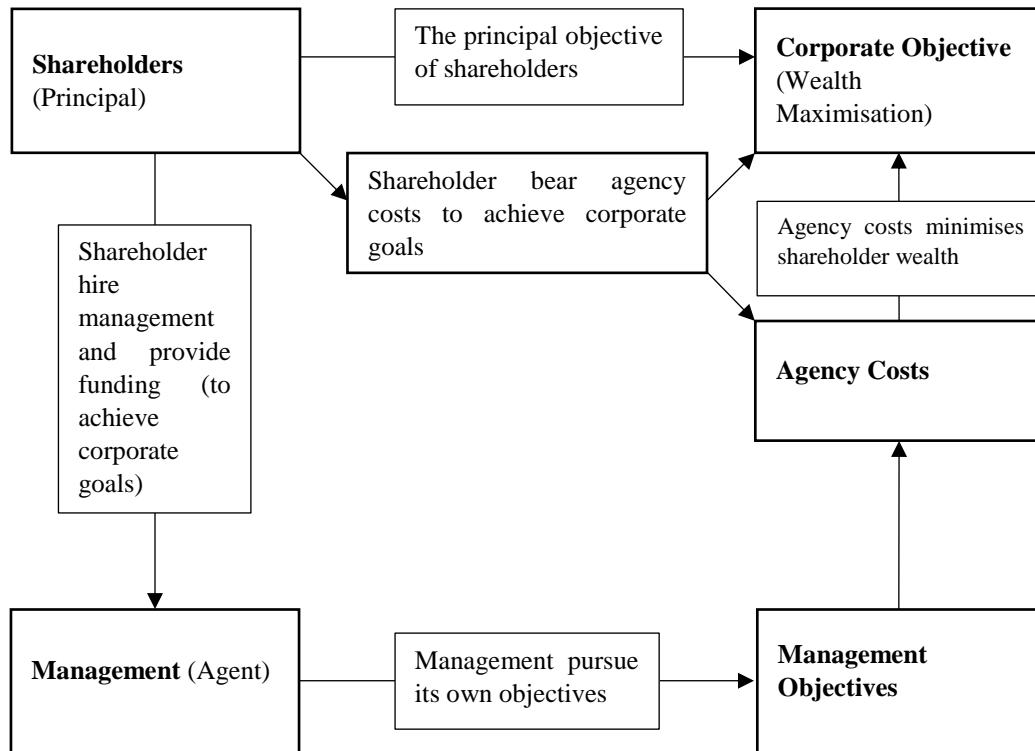 The principal objective
of shareholders
Shareholders
(Principal)
Corporate Objective
(Wealth
Maximisation)
Shareholder bear agency
costs to achieve corporate
goals
Agency costs minimises
shareholder wealth
Shareholder
hire
management
and provide
funding (to
achieve
corporate
goals)
Agency Costs
Management (Agent)
Management pursue
its own objectives
Management
Objectives